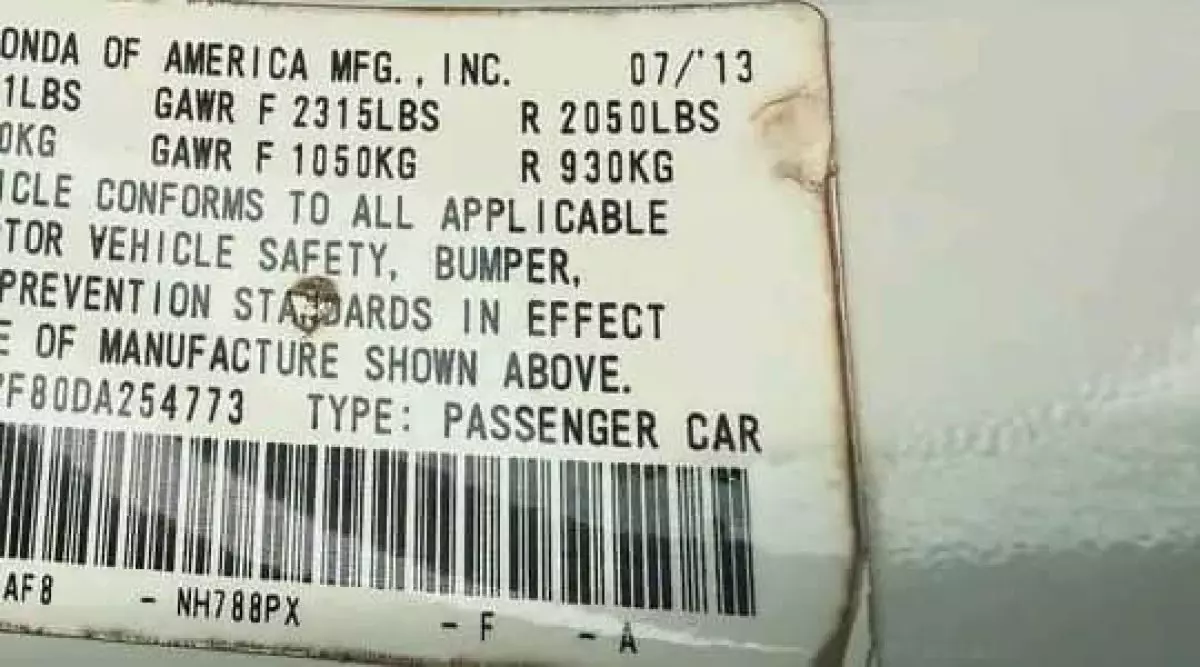 ONDA OF AMERICA MFG., INC. 07/'13
1LBS GAWR F 2315LBS R 2050LBS
0KG GAWR F 1050KG R 930KG
ICLE CONFORMS TO ALL APPLICABLE
TOR VEHICLE SAFETY, BUMPER,
PREVENTION STANDARDS IN EFFECT
E OF MANUFACTURE SHOWN ABOVE.
F80DA254773 TYPE: PASSENGER CAR
AF8 - NH788PX - F - A